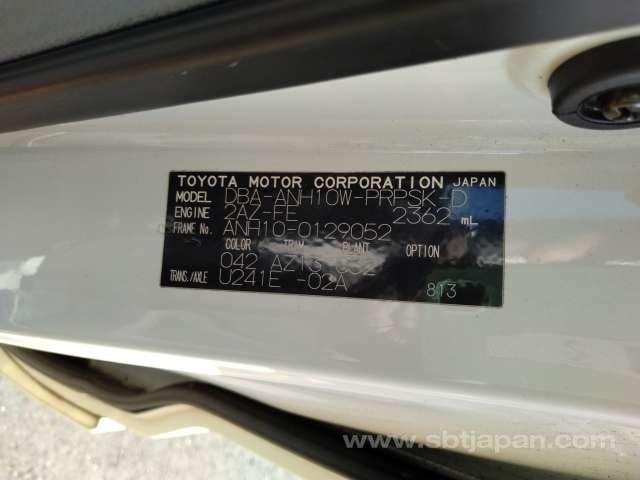 TOYOTA MOTOR CORPORATION JAPAN
MODEL DBA-ANH10W-PRPSK-D
ENGINE 2AZ-FE 2362 mL
FRAME No. ANH10-0129052
COLOR TRIM PLANT OPTION
042 AZ13
TRANS./AXLE U241E -02A 813
www.sbtjapan.com